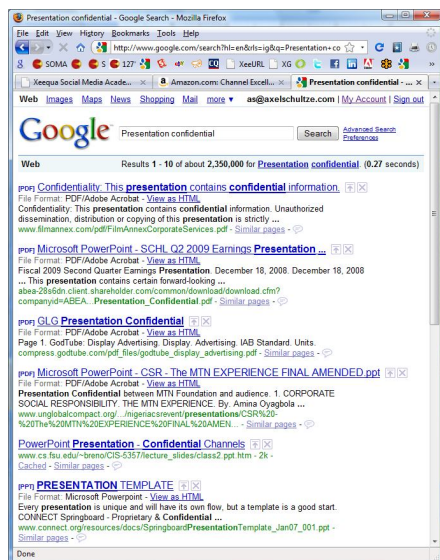 Presentation confidential - Google Search - Mozilla Firefox
File Edit View History Bookmarks Tools Help
http://www.google.com/search?hl=en&rls=ig&q=Presentation+co
SOMA S 127' XeeURL XG
Xeequa Social Media Acade... Amazon.com: Channel Excell... Presentation confidential - ...
Web Images Maps News Shopping Mail more ▼ as@axelschultze.com | My Account | Sign out
Google Presentation confidential Search Advanced Search
Preferences
Web Results 1 - 10 of about 2,350,000 for Presentation confidential. (0.27 seconds)
[PDF] Confidentiality: This presentation contains confidential information.
File Format: PDF/Adobe Acrobat - View as HTML
Confidentiality: This presentation contains confidential information. Unauthorized
dissemination, distribution or copying of this presentation is strictly ...
www.filmannex.com/pdf/FilmAnnexCorporateServices.pdf - Similar pages -
[PDF] Microsoft PowerPoint - SCHL Q2 2009 Earnings Presentation ...
File Format: PDF/Adobe Acrobat - View as HTML
Fiscal 2009 Second Quarter Earnings Presentation. December 18, 2008. December 18, 2008
... This presentation contains certain forward-looking ...
abea-28s6dn.client.shareholder.com/common/download/download.cfm?
companyid=ABEA...Presentation_Confidential.pdf - Similar pages -
[PDF] GLG Presentation Confidential
File Format: PDF/Adobe Acrobat - View as HTML
Page 1. GodTube: Display Advertising. Display. Advertising. IAB Standard. Units.
compress.godtube.com/pdf_files/godtube_display_advertising.pdf - Similar pages -
[PDF] Microsoft PowerPoint - CSR - The MTN EXPERIENCE FINAL AMENDED.ppt
File Format: PDF/Adobe Acrobat - View as HTML
Presentation Confidential between MTN Foundation and audience. 1. CORPORATE
SOCIAL RESPONSIBILITY. THE MTN EXPERIENCE. By. Amina Oyagbola ...
www.unglobalcompact.org/.../nigeriacsrevent/presentations/CSR%20-
%20The%20MTN%20EXPERIENCE%20FINAL%20AMEN... - Similar pages -
PowerPoint Presentation - Confidential Channels
www.cs.fsu.edu/~breno/CIS-5357/lecture_slides/class2.ppt.htm - 2k -
Cached - Similar pages -
[PPT] PRESENTATION TEMPLATE
File Format: Microsoft Powerpoint - View as HTML
Every presentation is unique and will have its own flow, but a template is a good start.
CONNECT Springboard - Proprietary & Confidential ...
www.connect.org/resources/docs/SpringboardPresentationTemplate_Jan07_001.ppt -
Similar pages -
Done